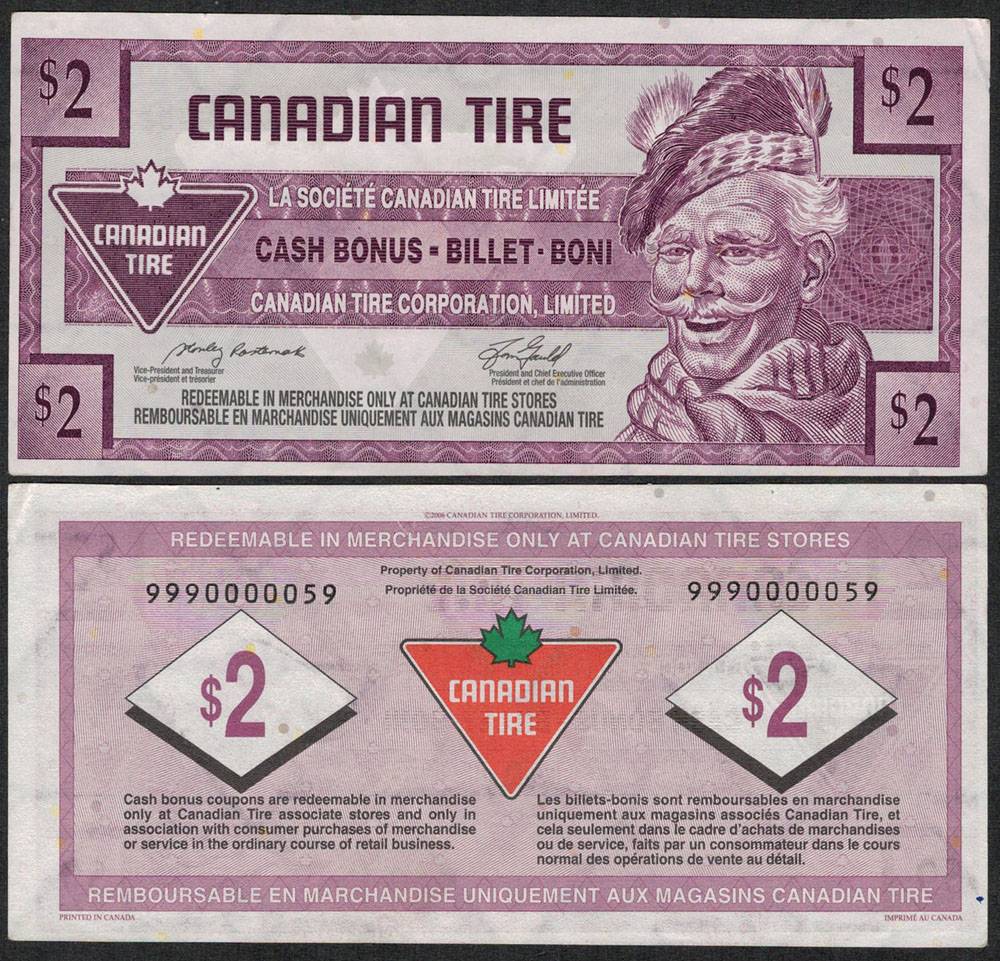 $2
$2
CANADIAN TIRE
LA SOCIÉTÉ CANADIAN TIRE LIMITÉE
CANADIAN
TIRE
CASH BONUS - BILLET - BONI
CANADIAN TIRE CORPORATION, LIMITED
Vice-President and Treasurer
Vice-président et trésorier
President and Chief Executive Officer
Président et chef de l'administration
$2
$2
REDEEMABLE IN MERCHANDISE ONLY AT CANADIAN TIRE STORES
REMBOURSABLE EN MARCHANDISE UNIQUEMENT AUX MAGASINS CANADIAN TIRE
©2006 CANADIAN TIRE CORPORATION, LIMITED.
REDEEMABLE IN MERCHANDISE ONLY AT CANADIAN TIRE STORES
Property of Canadian Tire Corporation, Limited.
Propriété de la Société Canadian Tire Limitée.
9990000059
9990000059
$2
CANADIAN
TIRE
$2
Cash bonus coupons are redeemable in merchandise
only at Canadian Tire associate stores and only in
association with consumer purchases of merchandise
or service in the ordinary course of retail business.
Les billets-bonis sont remboursables en marchandise
uniquement aux magasins associés Canadian Tire, et
cela seulement dans le cadre d'achats de marchandises
ou de service, faits par un consommateur dans le cours
normal des opérations de vente au détail.
REMBOURSABLE EN MARCHANDISE UNIQUEMENT AUX MAGASINS CANADIAN TIRE
PRINTED IN CANADA
IMPRIMÉ AU CANADA